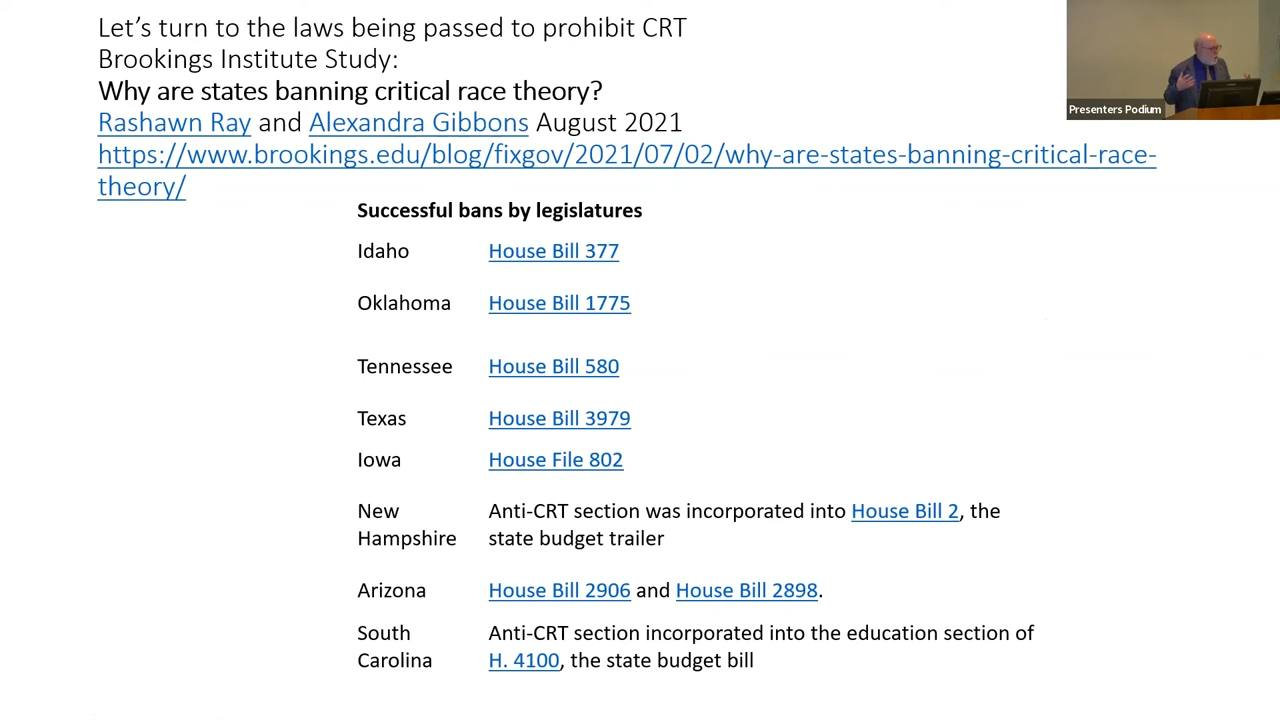 Let’s turn to the laws being passed to prohibit CRT
Brookings Institute Study:
Why are states banning critical race theory?
Rashawn Ray and Alexandra Gibbons August 2021
https://www.brookings.edu/blog/fixgov/2021/07/02/why-are-states-banning-critical-race-
theory/
Presenters Podium
Successful bans by legislatures
Idaho House Bill 377
Oklahoma House Bill 1775
Tennessee House Bill 580
Texas House Bill 3979
Iowa House File 802
New Anti-CRT section was incorporated into House Bill 2, the
Hampshire state budget trailer
Arizona House Bill 2906 and House Bill 2898.
South Anti-CRT section incorporated into the education section of
Carolina H. 4100, the state budget bill